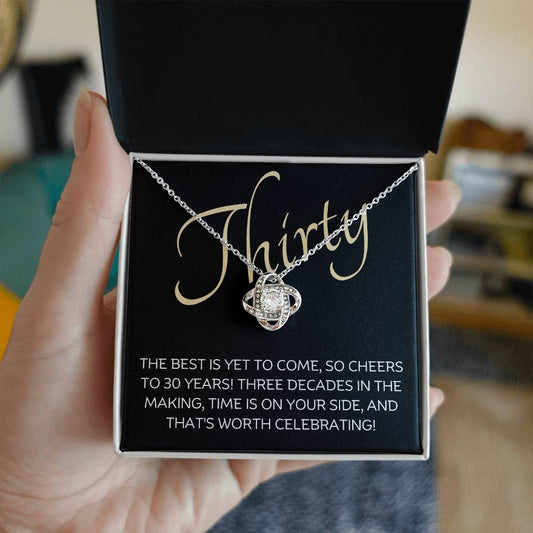 Thirty
THE BEST IS YET TO COME, SO CHEERS
TO 30 YEARS! THREE DECADES IN THE
MAKING, TIME IS ON YOUR SIDE, AND
THAT'S WORTH CELEBRATING!